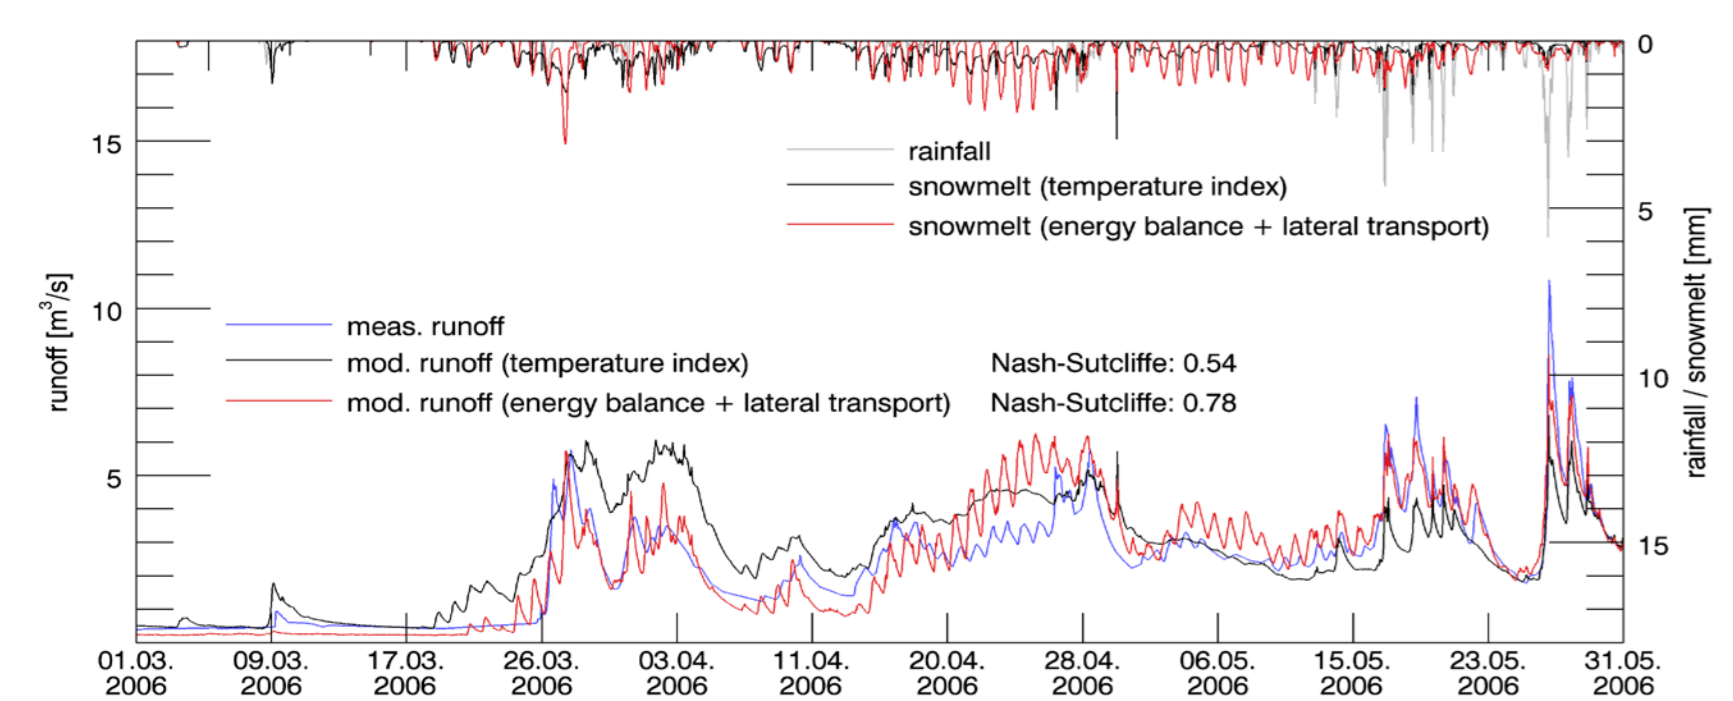 0
15
rainfall
snowmelt (temperature index)
5
snowmelt (energy balance + lateral transport)
runoff [m³/s]
rainfall / snowmelt [mm]
10
meas. runoff
mod. runoff (temperature index) Nash-Sutcliffe: 0.54
10
mod. runoff (energy balance + lateral transport) Nash-Sutcliffe: 0.78
5
15
01.03. 09.03. 17.03. 26.03. 03.04. 11.04. 20.04. 28.04. 06.05. 15.05. 23.05. 31.05.
2006 2006 2006 2006 2006 2006 2006 2006 2006 2006 2006 2006